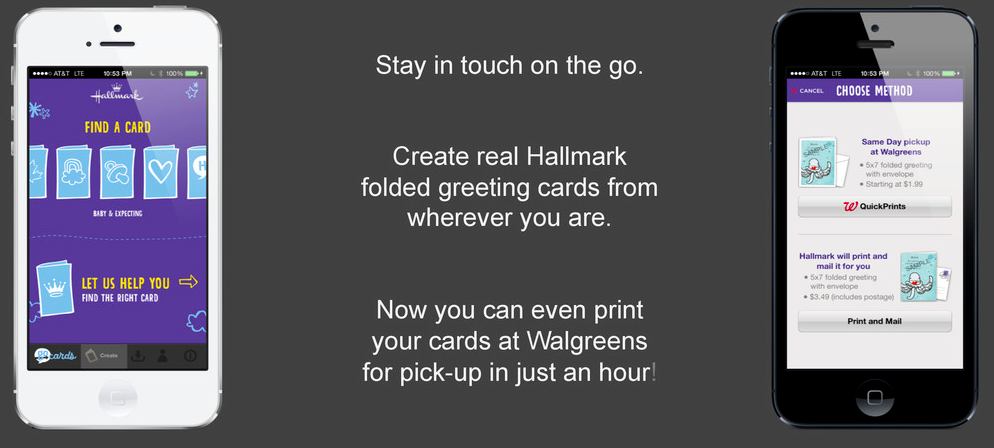 AT&T LTE 10:53 PM 100%
Hallmark
FIND A CARD
H
BABY & EXPECTING
LET US HELP YOU
FIND THE RIGHT CARD
Go cards Create
Stay in touch on the go.
Create real Hallmark
folded greeting cards from
wherever you are.
Now you can even print
your cards at Walgreens
for pick-up in just an hour!
AT&T LTE 10:53 PM 100%
CANCEL CHOOSE METHOD
SAMPLE
Same Day pickup
at Walgreens
• 5x7 folded greeting
with envelope
• Starting at $1.99
W QuickPrints
Hallmark will print and
mail it for you
• 5x7 folded greeting
with envelope
• $3.49 (includes postage)
SAMPLE
Print and Mail